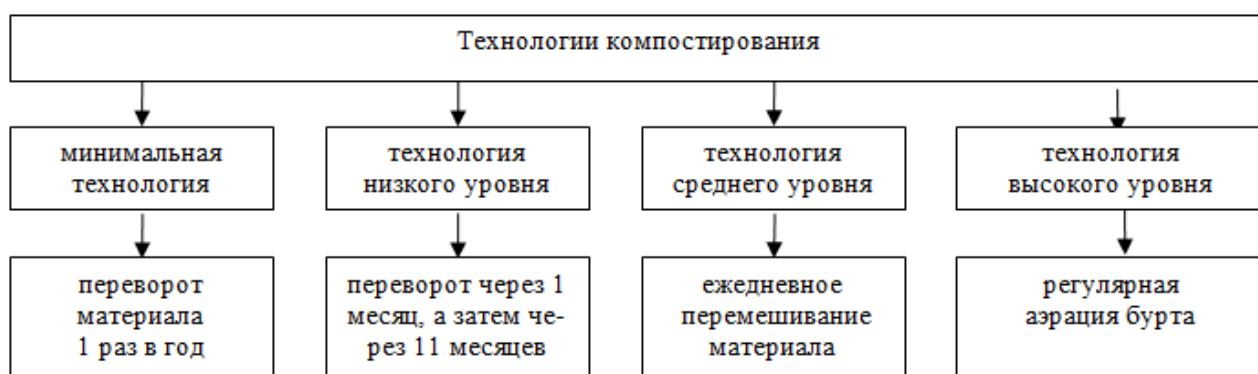 Технологии компостирования
минимальная
технология
технология
низкого уровня
технология
среднего уровня
технология
высокого уровня
переворот
материала
1 раз в год
переворот через 1
месяц, а затем че-
рез 11 месяцев
ежедневное
перемешивание
материала
регулярная
аэрация бурта